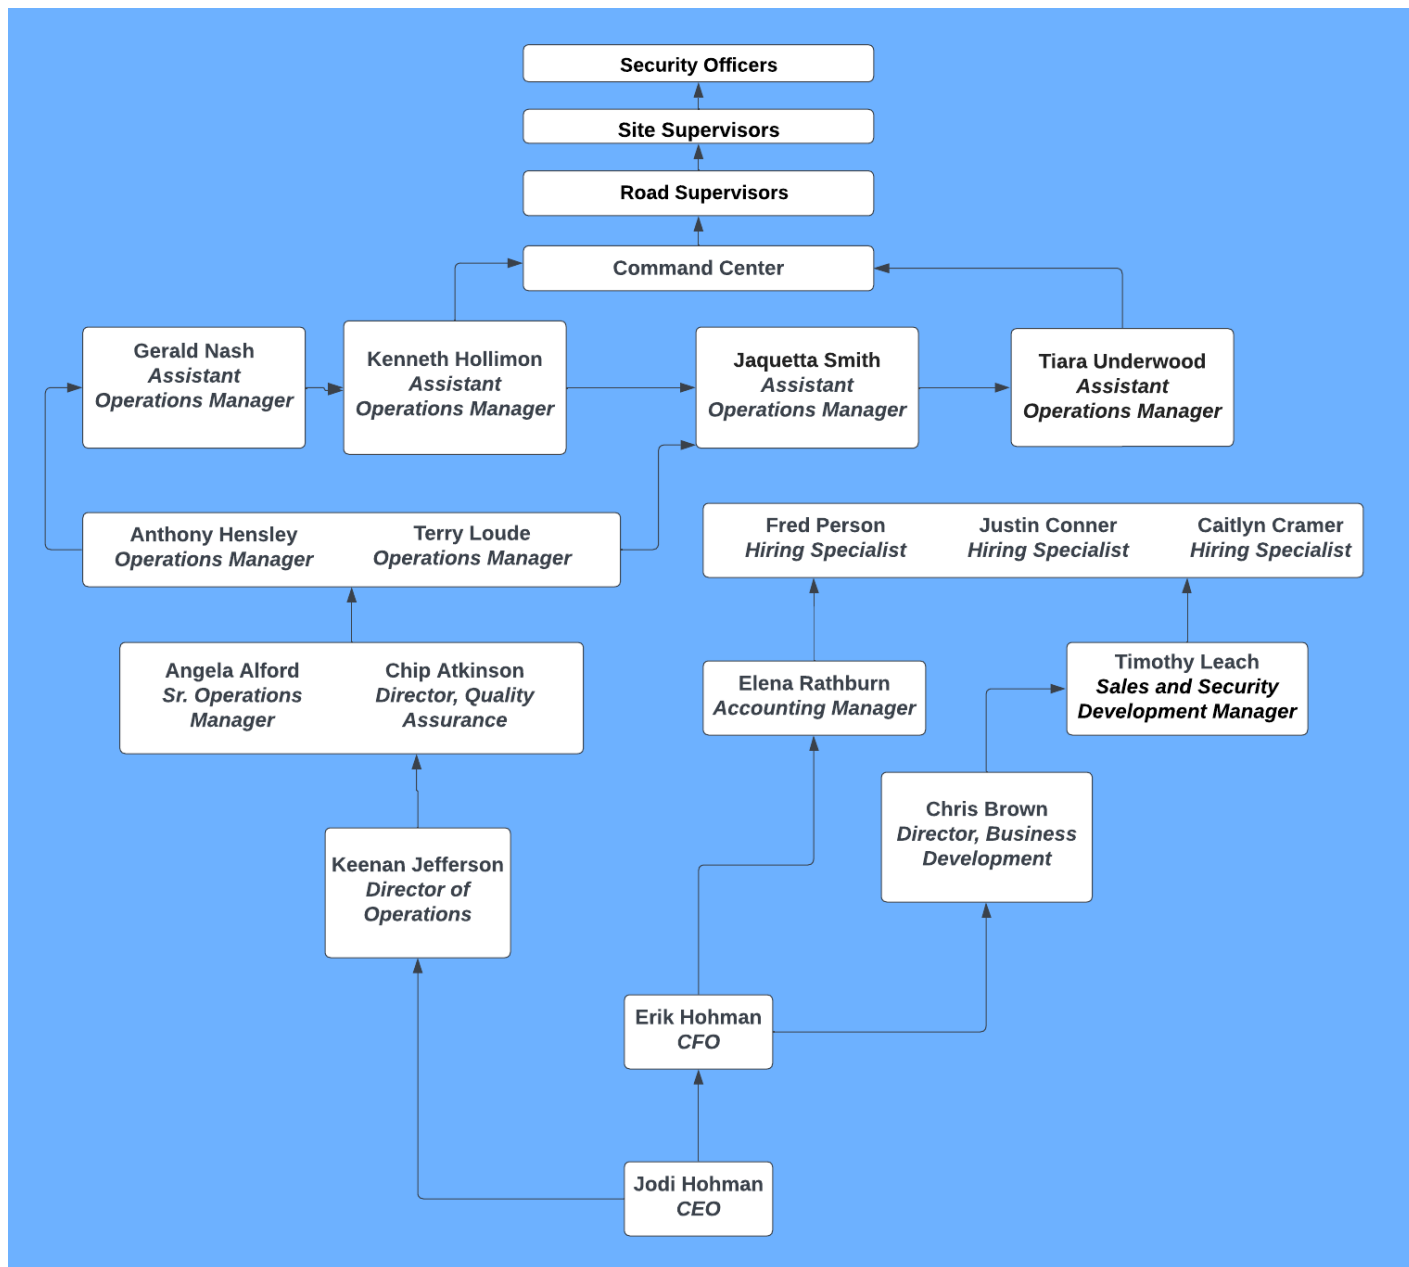 Security Officers
Site Supervisors
Road Supervisors
Command Center
Gerald Nash
Assistant
Operations Manager
Kenneth Hollimon
Assistant
Operations Manager
Jaquetta Smith
Assistant
Operations Manager
Tiara Underwood
Assistant
Operations Manager
Anthony Hensley
Operations Manager
Terry Loude
Operations Manager
Fred Person
Hiring Specialist
Justin Conner
Hiring Specialist
Caitlyn Cramer
Hiring Specialist
Angela Alford
Sr. Operations
Manager
Chip Atkinson
Director, Quality
Assurance
Elena Rathburn
Accounting Manager
Timothy Leach
Sales and Security
Development Manager
Chris Brown
Director, Business
Development
Keenan Jefferson
Director of
Operations
Erik Hohman
CFO
Jodi Hohman
CEO